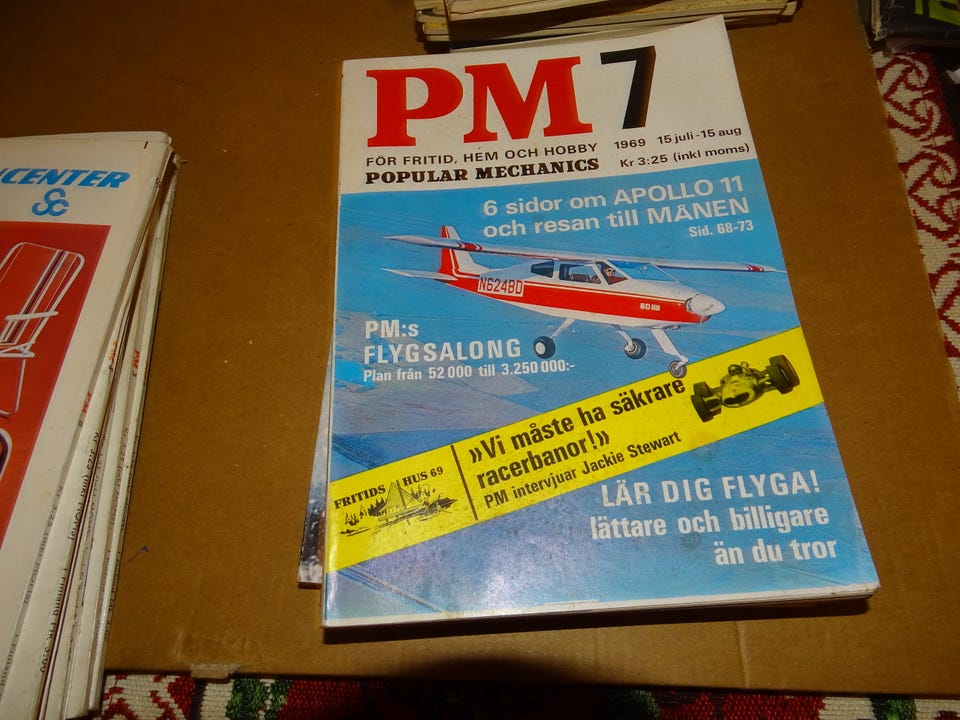 CENTER
PM 7
FÖR FRITID, HEM OCH HOBBY
POPULAR MECHANICS
1969 15 juli-15 aug
Kr 3:25 (inkl moms)
6 sidor om APOLLO 11
och resan till MÅNEN
Sid. 68-73
N624BD
PM:s
FLYGSALONG
Plan från 52 000 till 3.250 000:-
»Vi måste ha säkrare
racerbanor!»
PM intervjuar Jackie Stewart
FRITIDS HUS 69
LÄR DIG FLYGA!
lättare och billigare
än du tror